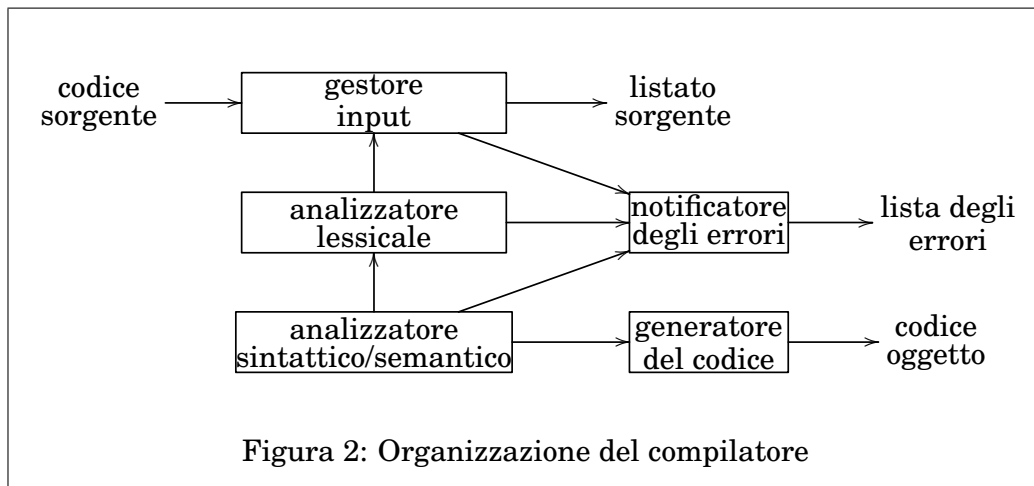 codice
sorgente
gestore
input
listato
sorgente
analizzatore
lessicale
notificatore
degli errori
lista degli
errori
analizzatore
sintattico/semantico
generatore
del codice
codice
oggetto
Figura 2: Organizzazione del compilatore